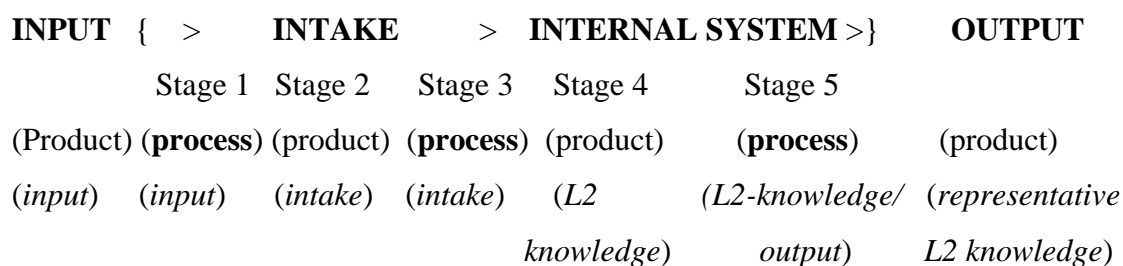 INPUT { > INTAKE > INTERNAL SYSTEM >} OUTPUT
Stage 1 Stage 2 Stage 3 Stage 4 Stage 5
(Product) (process) (product) (process) (product) (process) (product)
(input) (input) (intake) (intake) (L2 (L2-knowledge/ (representative
knowledge) output) L2 knowledge)